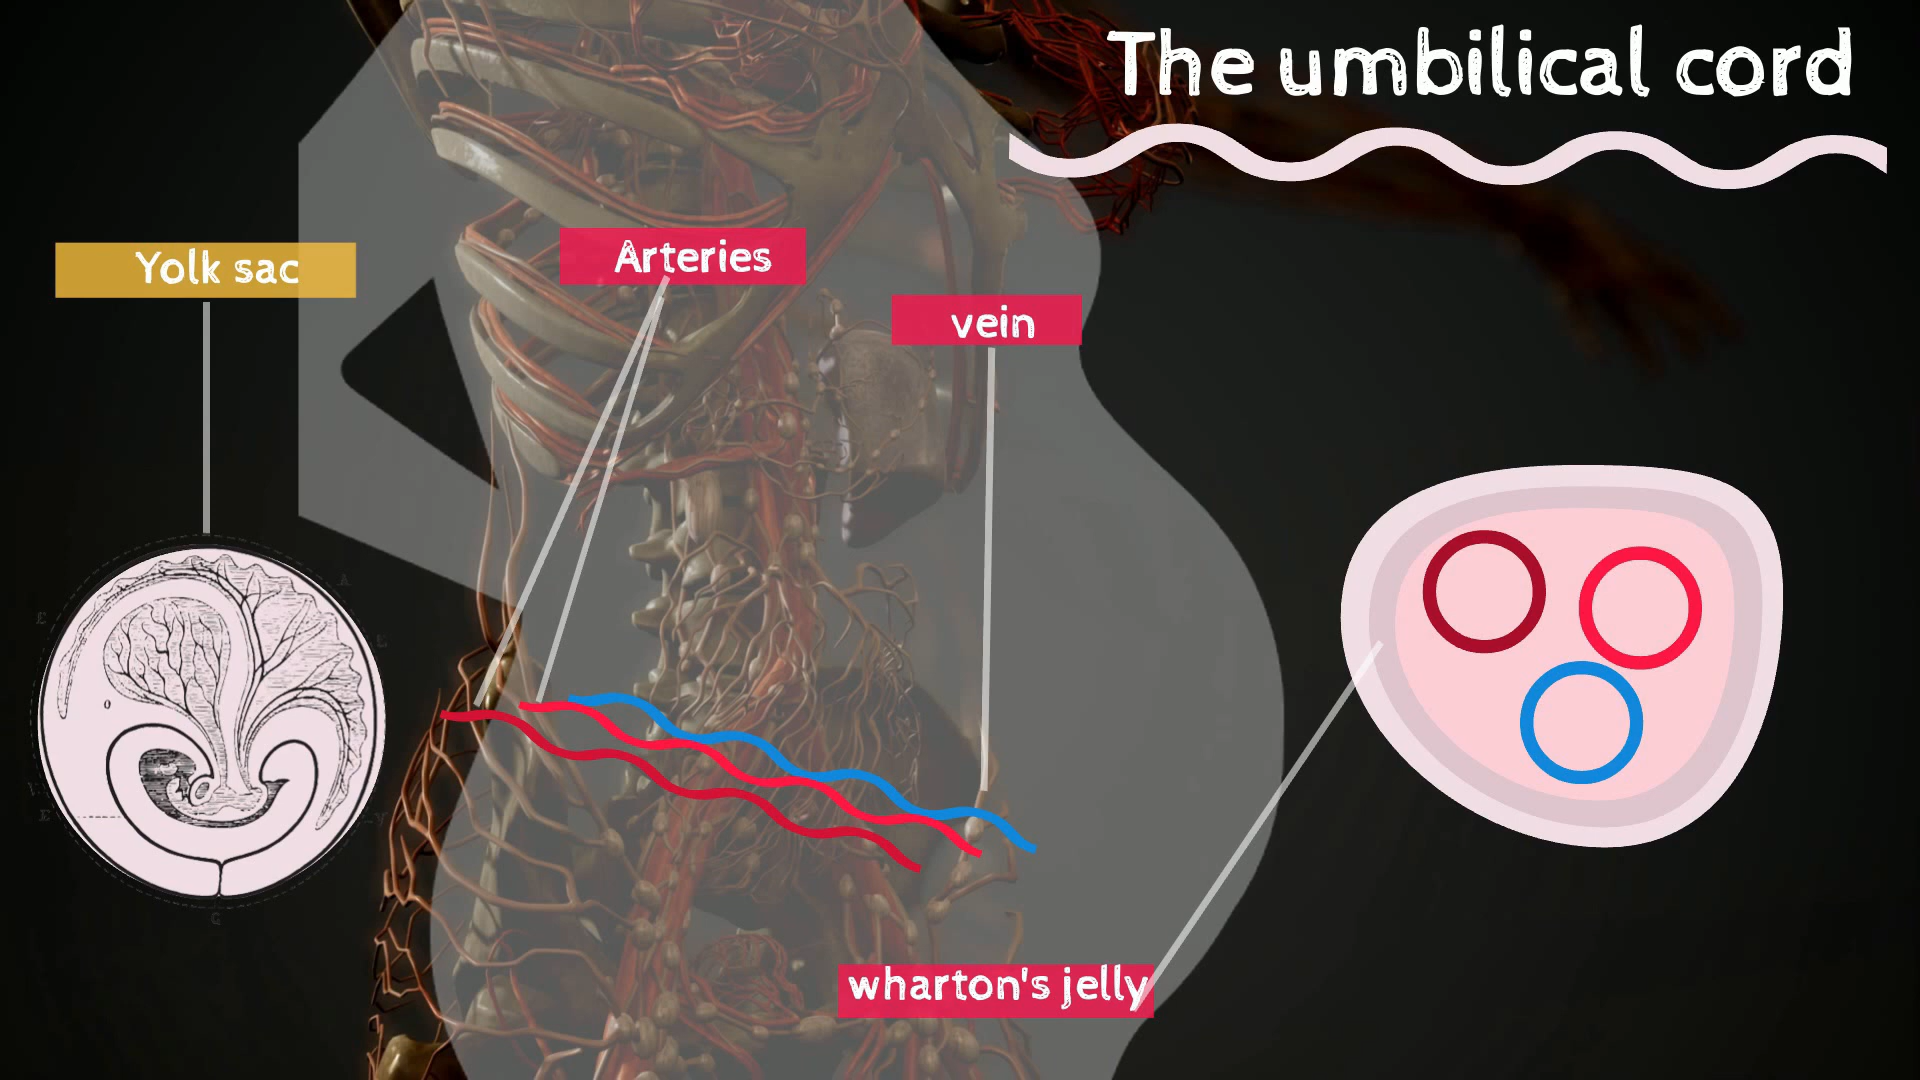 The umbilical cord
Yolk sac
Arteries
vein
wharton's jelly
A
E
G